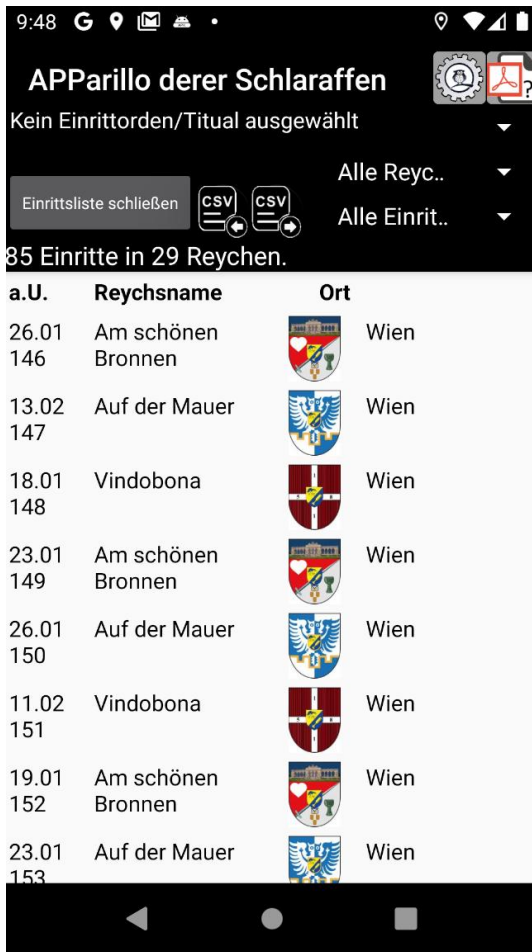 9:48
APParillo derer Schlaraffen
?
Kein Einrittorden/Titual ausgewählt
Alle Reyc..
Einrittsliste schließen CSV CSV
Alle Einrit..
85 Einritte in 29 Reychen.
a.U. Reychsname Ort
26.01 Am schönen Wien
146 Bronnen
13.02 Auf der Mauer Wien
147
18.01 Vindobona Wien
148
23.01 Am schönen Wien
149 Bronnen
26.01 Auf der Mauer Wien
150
11.02 Vindobona Wien
151
19.01 Am schönen Wien
152 Bronnen
23.01 Auf der Mauer Wien
153